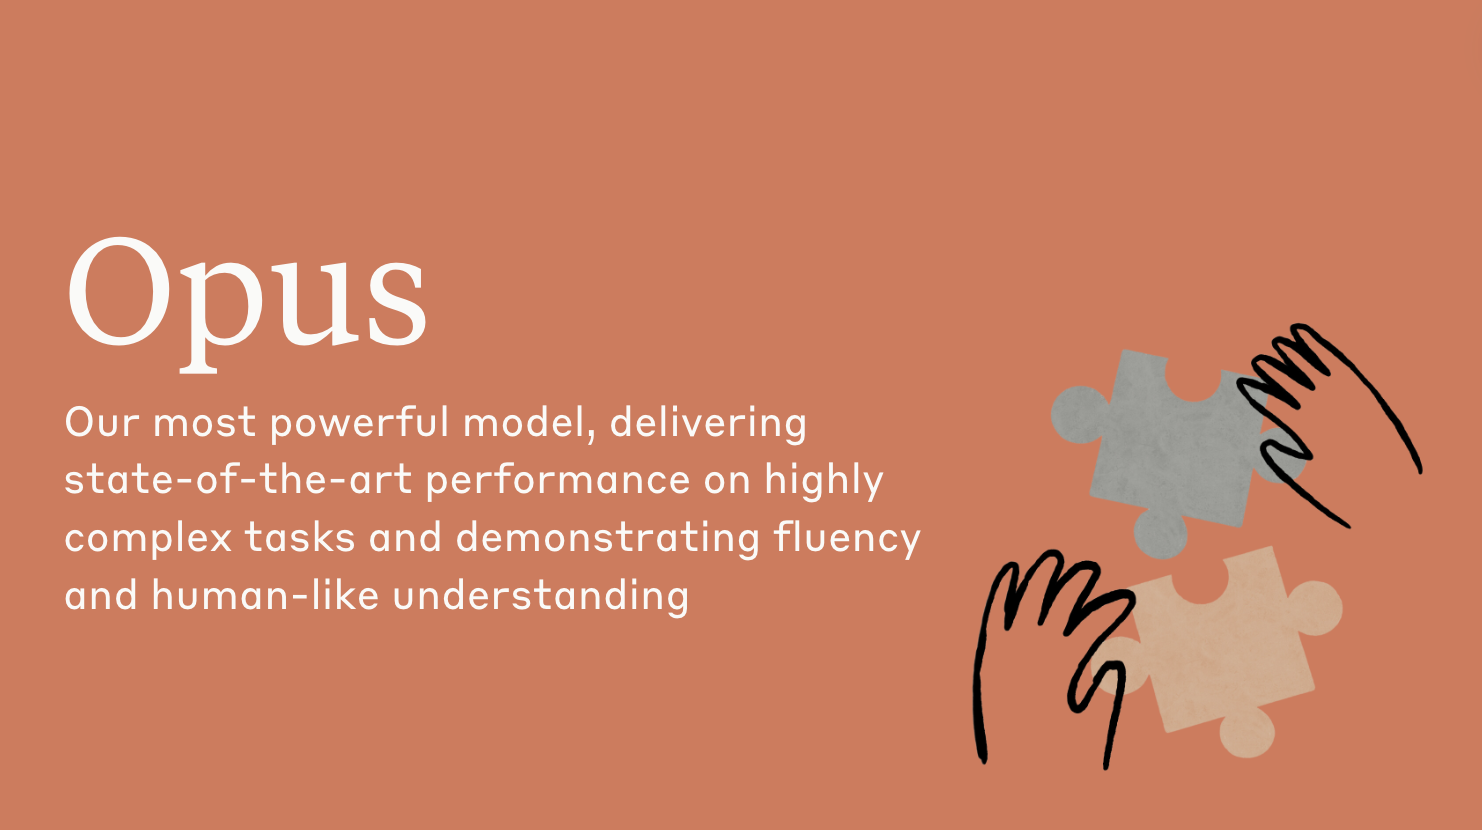 Opus
Our most powerful model, delivering
state-of-the-art performance on highly
complex tasks and demonstrating fluency
and human-like understanding